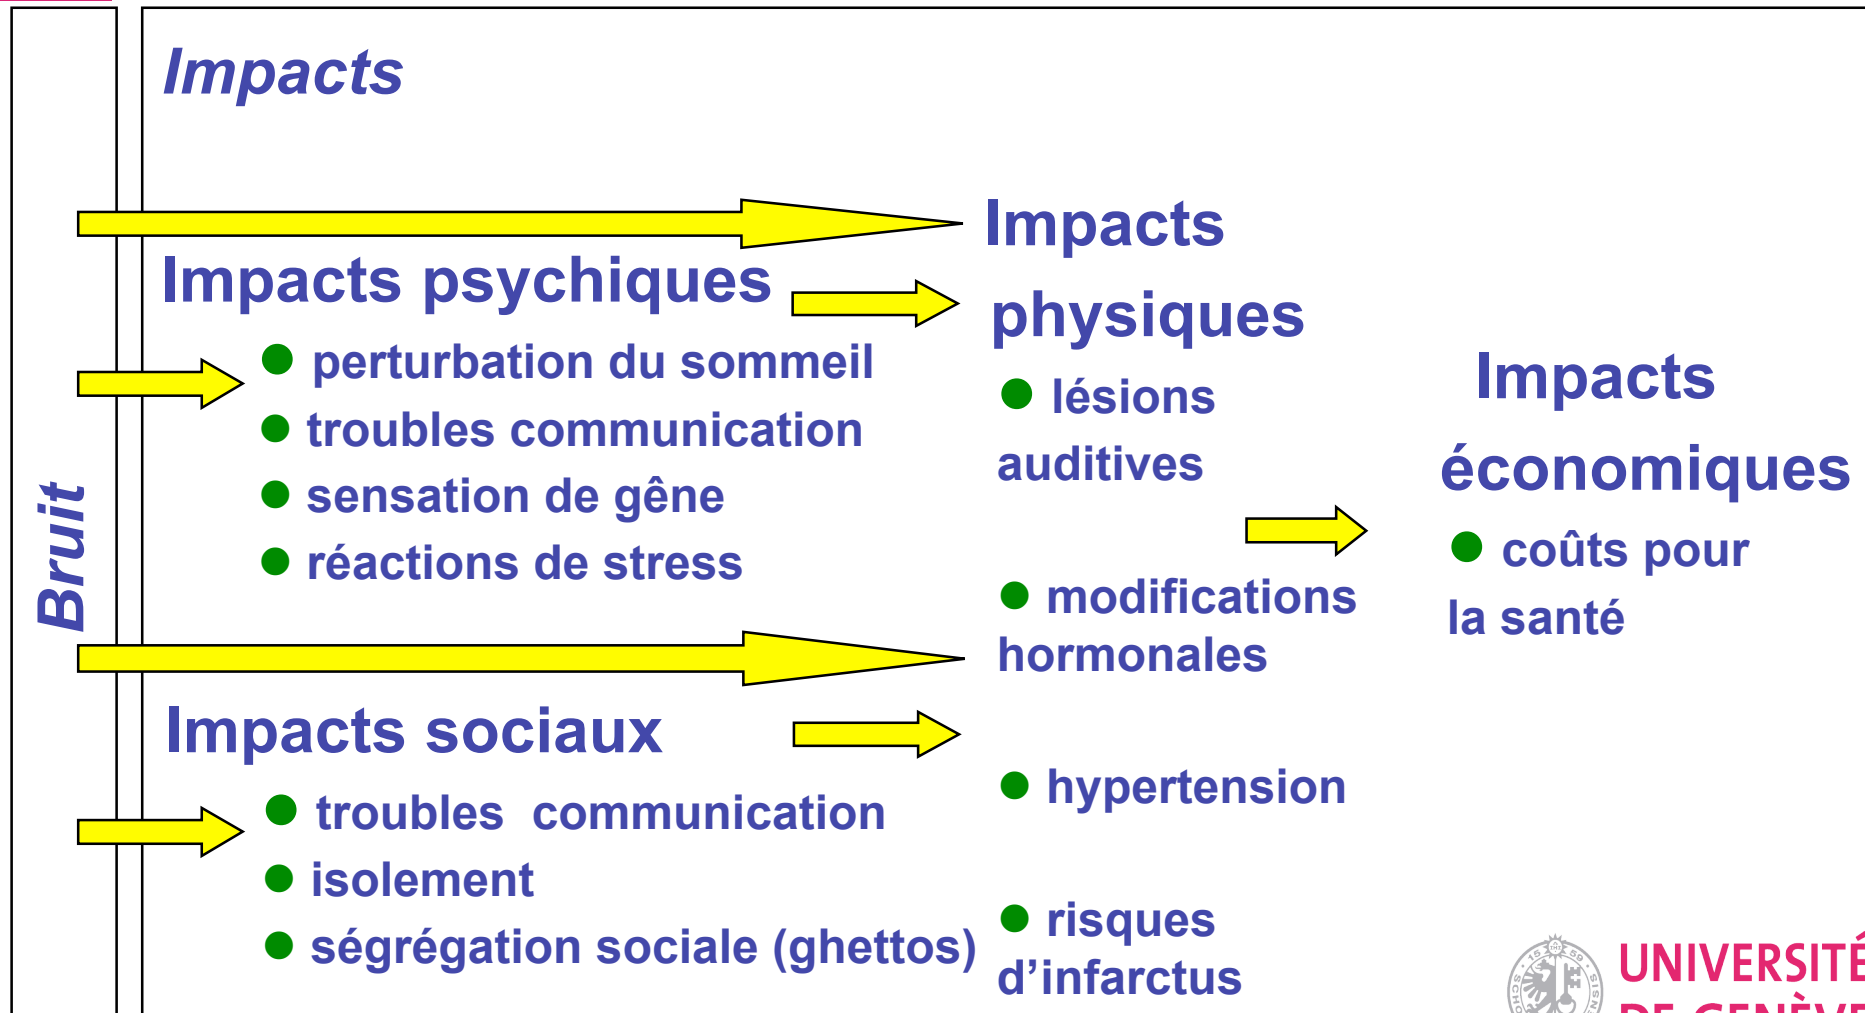 Bruit
Impacts
Impacts psychiques
perturbation du sommeil
troubles communication
sensation de gêne
réactions de stress
Impacts sociaux
troubles communication
isolement
ségrégation sociale (ghettos)
Impacts
physiques
lésions
auditives
modifications
hormonales
hypertension
risques
d’infarctus
Impacts
économiques
coûts pour
la santé
UNIVERSITÉ
DE GENÈVE